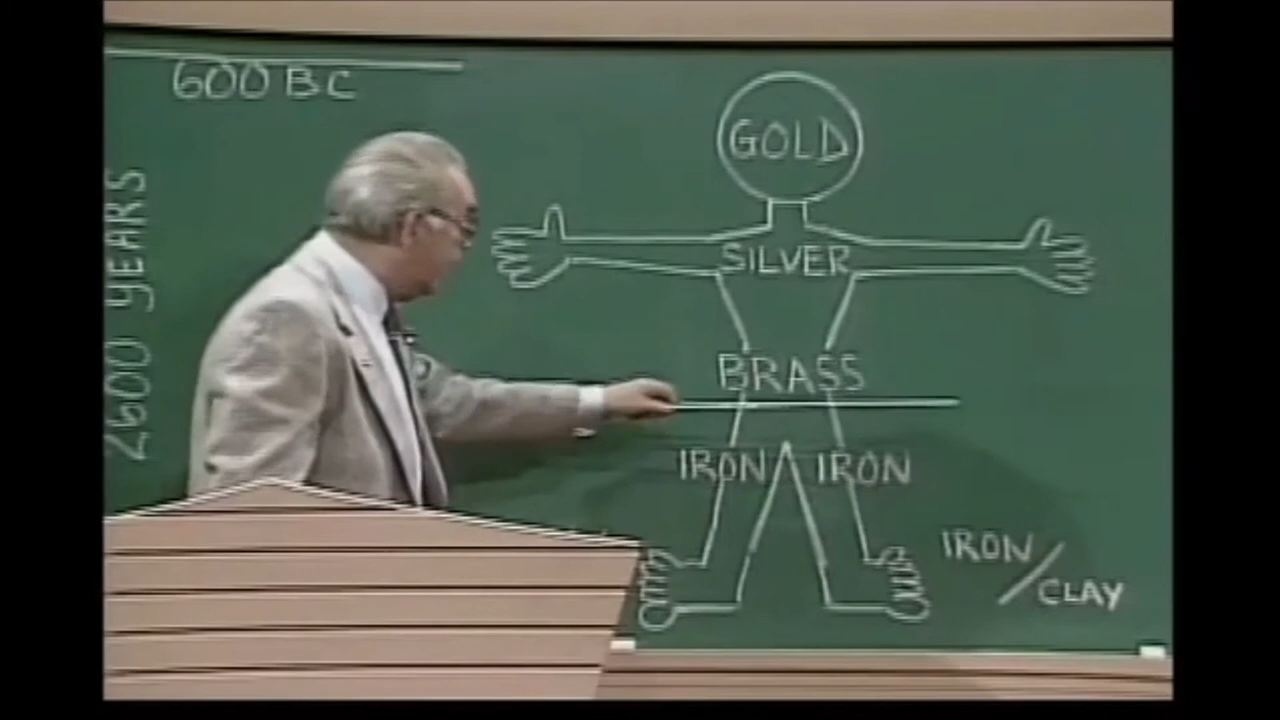 600 BC
2600 YEARS
GOLD
SILVER
BRASS
IRON IRON
IRON/
CLAY